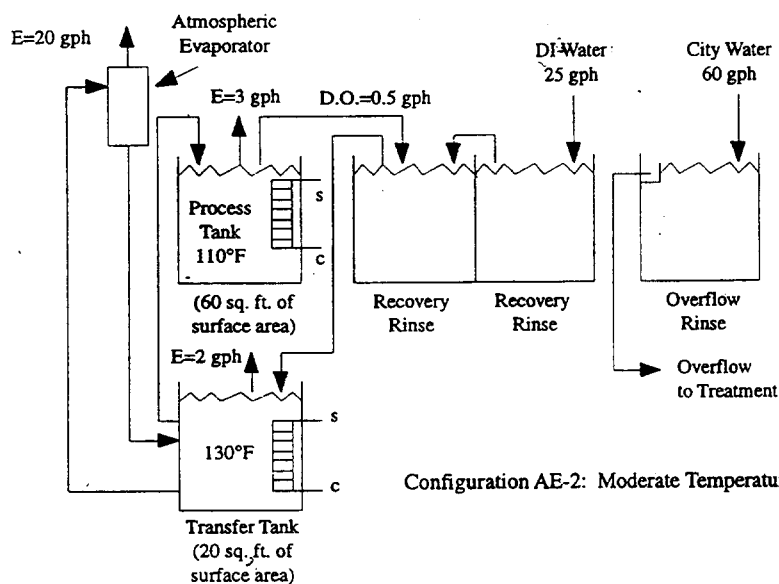 Atmospheric
Evaporator
E=20 gph
E=3 gph
D.O.=0.5 gph
DI Water
25 gph
City Water
60 gph
Process
Tank
110°F
S
C
(60 sq. ft. of
surface area)
Recovery
Rinse
Recovery
Rinse
Overflow
Rinse
E=2 gph
Overflow
to Treatment
130°F
S
C
Configuration AE-2: Moderate Temperatu
Transfer Tank
(20 sq. ft. of
surface area)